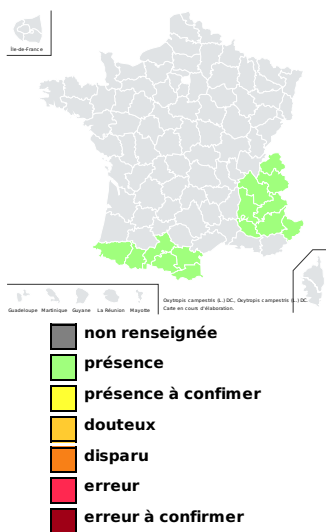 Île-de-France
Guadeloupe Martinique Guyane La Réunion Mayotte
Oxytropis campestris (L.) DC., Oxytropis campestris (L.) DC.
Carte en cours d'élaboration.
non renseignée
présence
présence à confimer
douteux
disparu
erreur
erreur à confirmer